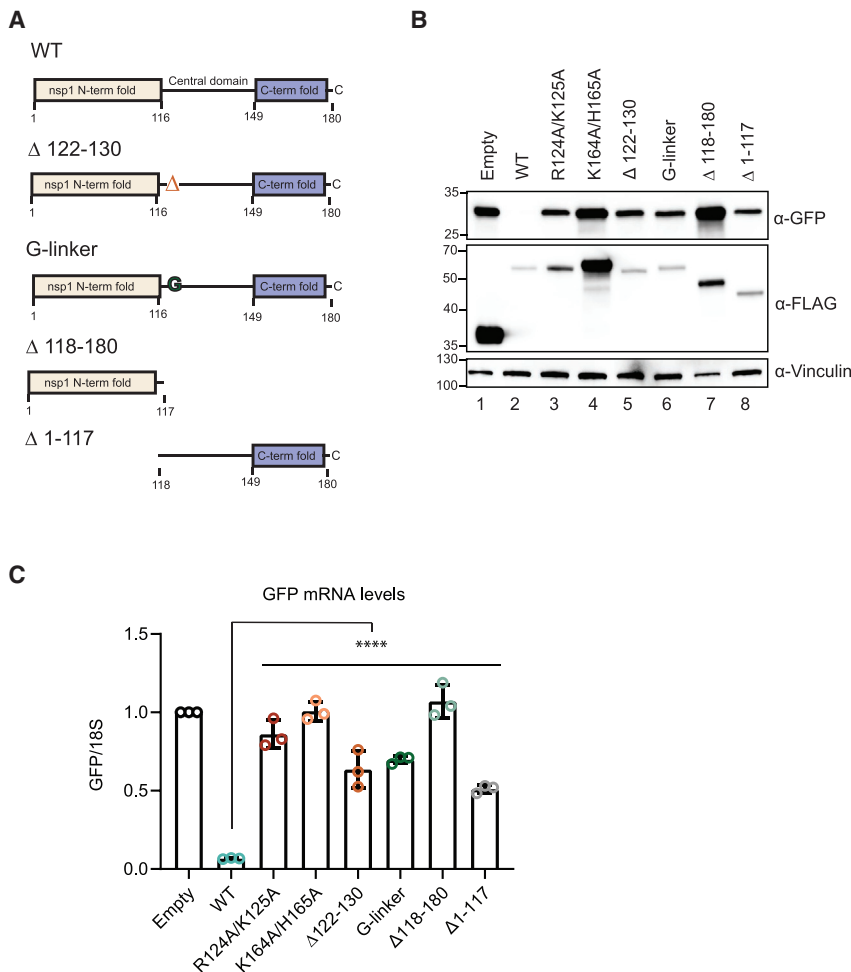 A
WT
nsp1 N-term fold Central domain C-term fold C
1 116 149 180
Δ 122-130
nsp1 N-term fold Δ C-term fold C
1 116 149 180
G-linker
nsp1 N-term fold G C-term fold C
1 116 149 180
Δ 118-180
nsp1 N-term fold
1 117
Δ 1-117
C-term fold C
118 149 180
B
Empty WT R124A/K125A K164A/H165A Δ 122-130 G-linker Δ 118-180 Δ 1-117
35
25
α-GFP
70
50
40
35
α-FLAG
130
100
α-Vinculin
1 2 3 4 5 6 7 8
C
GFP mRNA levels
****
GFP/18S
1.5
1.0
0.5
0.0
Empty WT R124A/K125A K164A/H165A Δ122-130 G-linker Δ118-180 Δ1-117